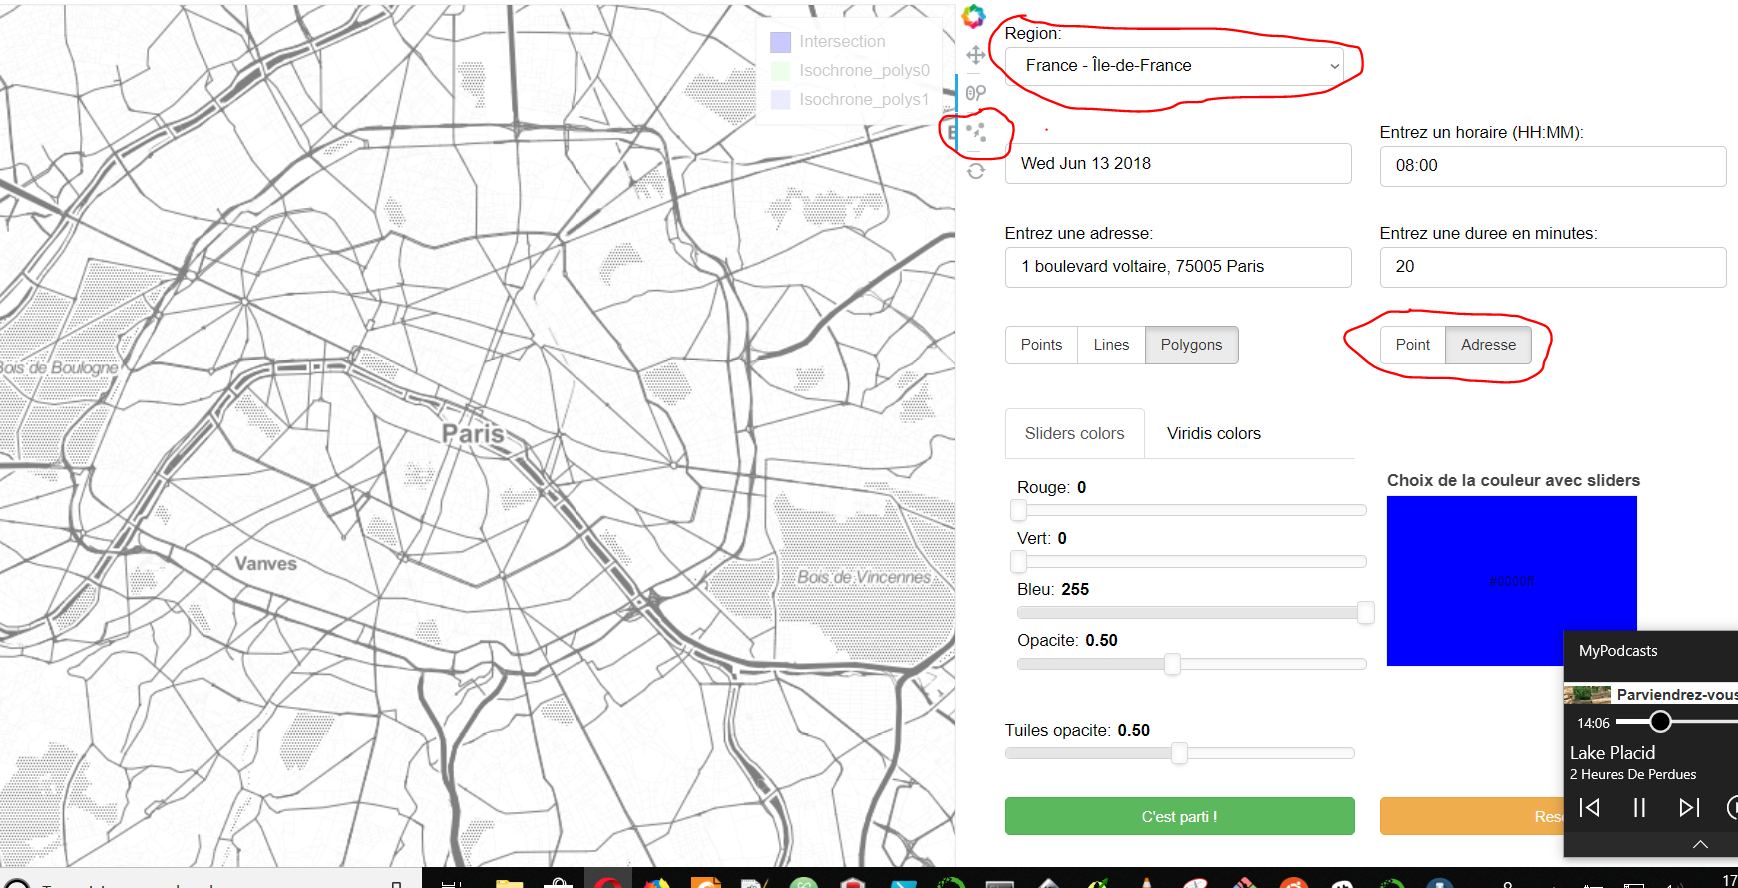 Intersection
Isochrone_polys0
Isochrone_polys1
Region:
France - Île-de-France
Entrez un horaire (HH:MM):
Wed Jun 13 2018
08:00
Entrez une adresse:
Entrez une duree en minutes:
1 boulevard voltaire, 75005 Paris
20
Points
Lines
Polygons
Point
Adresse
Bois de Boulogne
Paris
Vanves
Bois de Vincennes
Sliders colors
Viridis colors
Rouge: 0
Choix de la couleur avec sliders
Vert: 0
Bleu: 255
#0000ff
Opacite: 0.50
Tuiles opacite: 0.50
C'est parti !
Rese
MyPodcasts
Parviendrez-vous
14:06
Lake Placid
2 Heures De Perdues
17